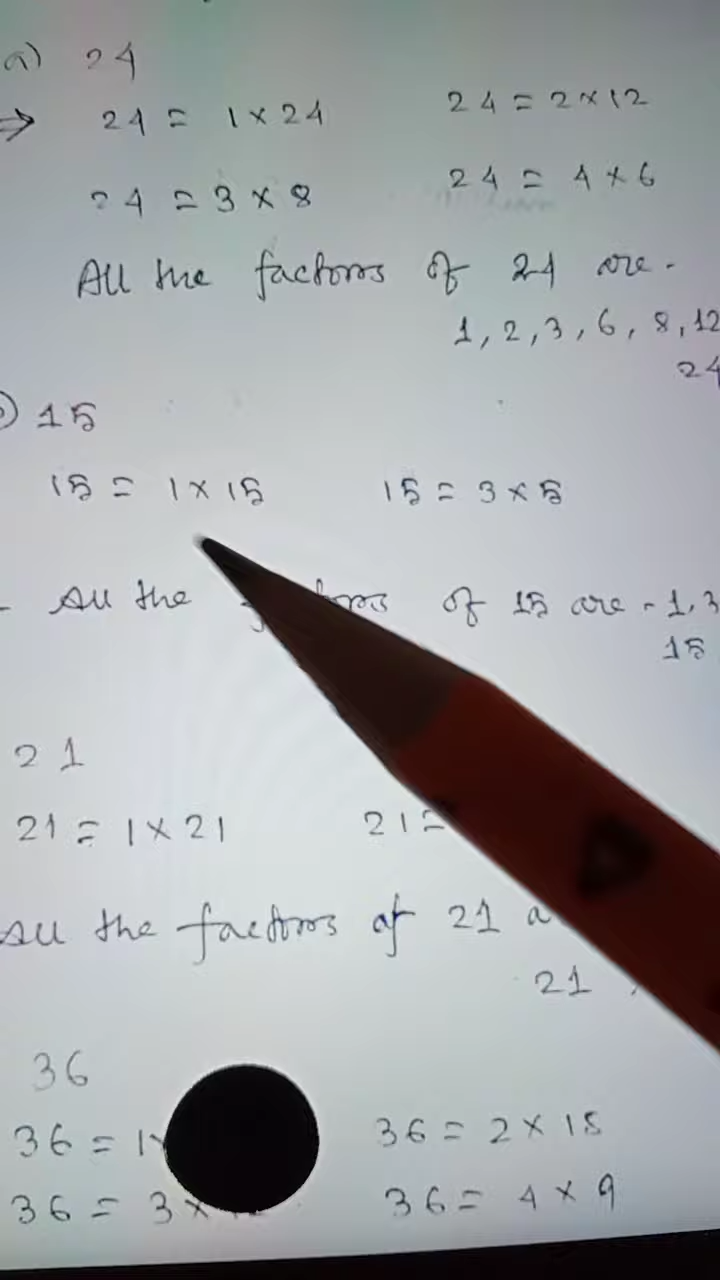 a) 24
⇒ 24 = 1 × 24 24 = 2 × 12
24 = 3 × 8 24 = 4 × 6
All the factors of 24 are -
1, 2, 3, 6, 8, 12
24
15
15 = 1 × 15 15 = 3 × 5
- All the of 15 are - 1, 3
15
21
21 = 1 × 21 21 =
All the factors of 21 a
21
36
36 = 1 × 36 = 2 × 18
36 = 3 × 36 = 4 × 9